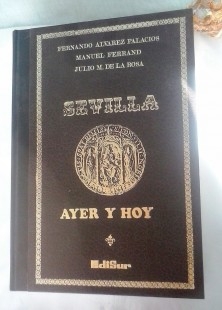 FERNANDO ALVAREZ PALACIOS
MANUEL FERRAND
JULIO M. DE LA ROSA
SEVILLA
AYER Y HOY
EdiSur